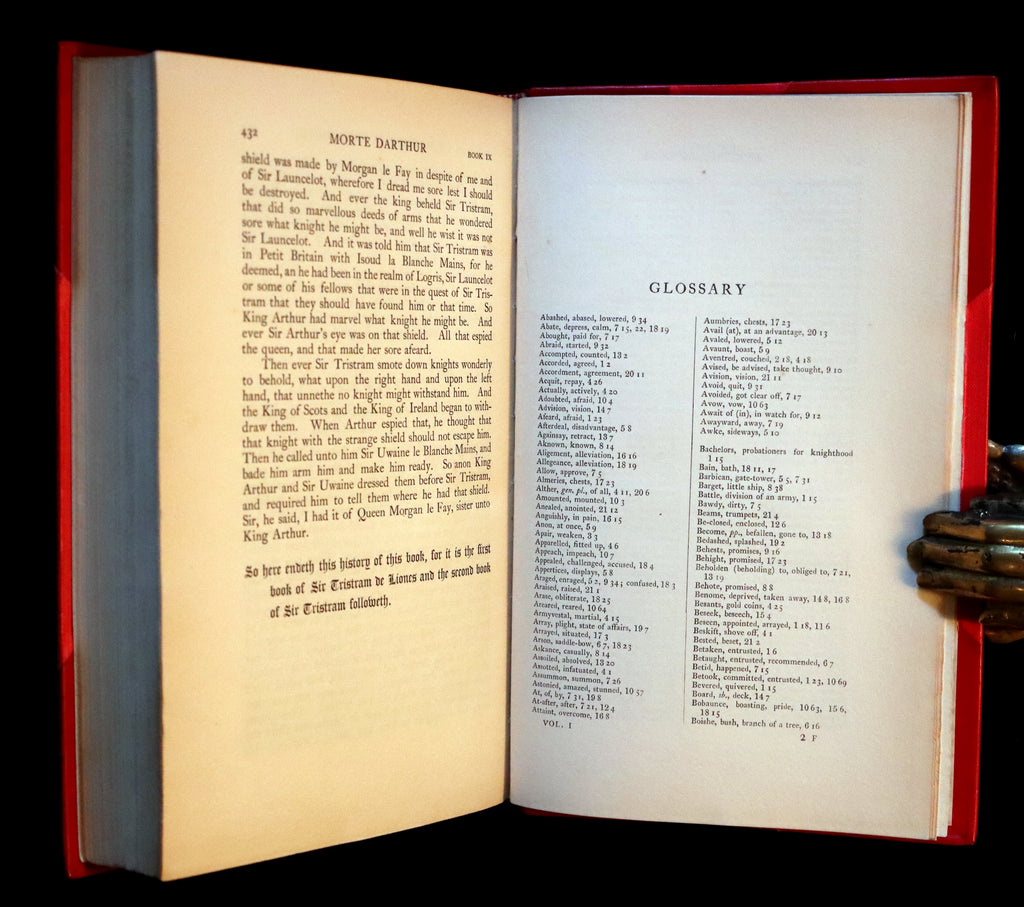 432
MORTE DARTHUR
BOOK IX
shield was made by Morgan le Fay in despite of me and
of Sir Launcelot, wherefore I dread me sore lest I should
be destroyed. And ever the king beheld Sir Tristram,
that did so marvellous deeds of arms that he wondered
sore what knight he might be, and well he wist it was not
Sir Launcelot. And it was told him that Sir Tristram was
in Petit Britain with Isoud la Blanche Mains, for he
deemed, an he had been in the realm of Logris, Sir Launcelot
or some of his fellows that were in the quest of Sir Tris-
tram that they should have found him or that time. So
King Arthur had marvel what knight he might be. And
ever Sir Arthur's eye was on that shield. All that espied
the queen, and that made her sore afeard.
Then ever Sir Tristram smote down knights wonderly
to behold, what upon the right hand and upon the left
hand, that unnethe no knight might withstand him. And
the King of Scots and the King of Ireland began to with-
draw them. When Arthur espied that, he thought that
that knight with the strange shield should not escape him.
Then he called unto him Sir Uwaine le Blanche Mains, and
bade him arm him and make him ready. So anon King
Arthur and Sir Uwaine dressed them before Sir Tristram,
and required him to tell them where he had that shield.
Sir, he said, I had it of Queen Morgan le Fay, sister unto
King Arthur.
So here endeth this history of this book, for it is the first
book of Sir Tristram de Liones and the second book
of Sir Tristram followeth.
GLOSSARY
Abashed, abased, lowered, 9 34
Abate, depress, calm, 7 15, 22, 18 19
Abought, paid for, 7 17
Abraid, started, 9 32
Accompted, counted, 13 2
Accorded, agreed, 1 2
Accordment, agreement, 20 11
Acquit, repay, 4 26
Actually, actively, 4 20
Adoubted, afraid, 10 4
Advision, vision, 14 7
Afeard, afraid, 1 23
Afterdeal, disadvantage, 5 8
Againsay, retract, 13 7
Aknown, known, 8 14
Aligement, alleviation, 16 16
Allegeance, alleviation, 18 19
Allow, approve, 7 5
Almeries, chests, 17 23
Alther, gen. pl., of all, 4 11, 20 6
Amounted, mounted, 10 3
Anealed, anointed, 21 12
Anguishly, in pain, 16 15
Anon, at once, 5 9
Apair, weaken, 3 3
Apparelled, fitted up, 4 6
Appeach, impeach, 10 7
Appealed, challenged, accused, 18 4
Appertices, displays, 5 8
Araged, enraged, 5 2, 9 34; confused, 18 3
Araised, raised, 21 1
Arase, obliterate, 18 25
Areared, reared, 10 64
Armyvestal, martial, 4 15
Array, plight, state of affairs, 19 7
Arrayed, situated, 17 3
Arson, saddle-bow, 6 7, 18 23
Askance, casually, 8 14
Assoiled, absolved, 13 20
Assotted, infatuated, 4 1
Assummon, summon, 7 26
Astonied, amazed, stunned, 10 57
At, of, by, 7 31, 19 8
At-after, after, 7 21, 12 4
Attaint, overcome, 16 8
VOL. I
Aumbries, chests, 17 23
Avail (at), at an advantage, 20 13
Avaled, lowered, 5 12
Avaunt, boast, 5 9
Aventred, couched, 2 18, 4 18
Avised, be advised, take thought, 9 10
Avision, vision, 21 11
Avoid, quit, 9 31
Avoided, got clear off, 7 17
Avow, vow, 10 63
Await of (in), in watch for, 9 12
Awayward, away, 7 19
Awke, sideways, 5 10
Bachelors, probationers for knighthood
1 15
Bain, bath, 18 11, 17
Barbican, gate-tower, 5 5, 7 31
Barget, little ship, 8 38
Battle, division of an army, 1 15
Bawdy, dirty, 7 5
Beams, trumpets, 21 4
Be-closed, enclosed, 12 6
Become, pp., befallen, gone to, 13 18
Bedashed, splashed, 19 2
Behests, promises, 9 16
Behight, promised, 17 23
Beholden (beholding) to, obliged to, 7 21,
13 19
Behote, promised, 8 8
Benome, deprived, taken away, 14 8, 16 8
Besants, gold coins, 4 25
Beseek, beseech, 15 4
Beseen, appointed, arrayed, 1 18, 11 6
Beskift, shove off, 4 1
Bested, beset, 21 2
Betaken, entrusted, 1 6
Betaught, entrusted, recommended, 6 7
Betid, happened, 7 15
Betook, committed, entrusted, 1 23, 10 69
Bevered, quivered, 1 15
Board, sb., deck, 14 7
Bobaunce, boasting, pride, 10 63, 15 6,
18 15
Boishe, bush, branch of a tree, 6 16
2 F